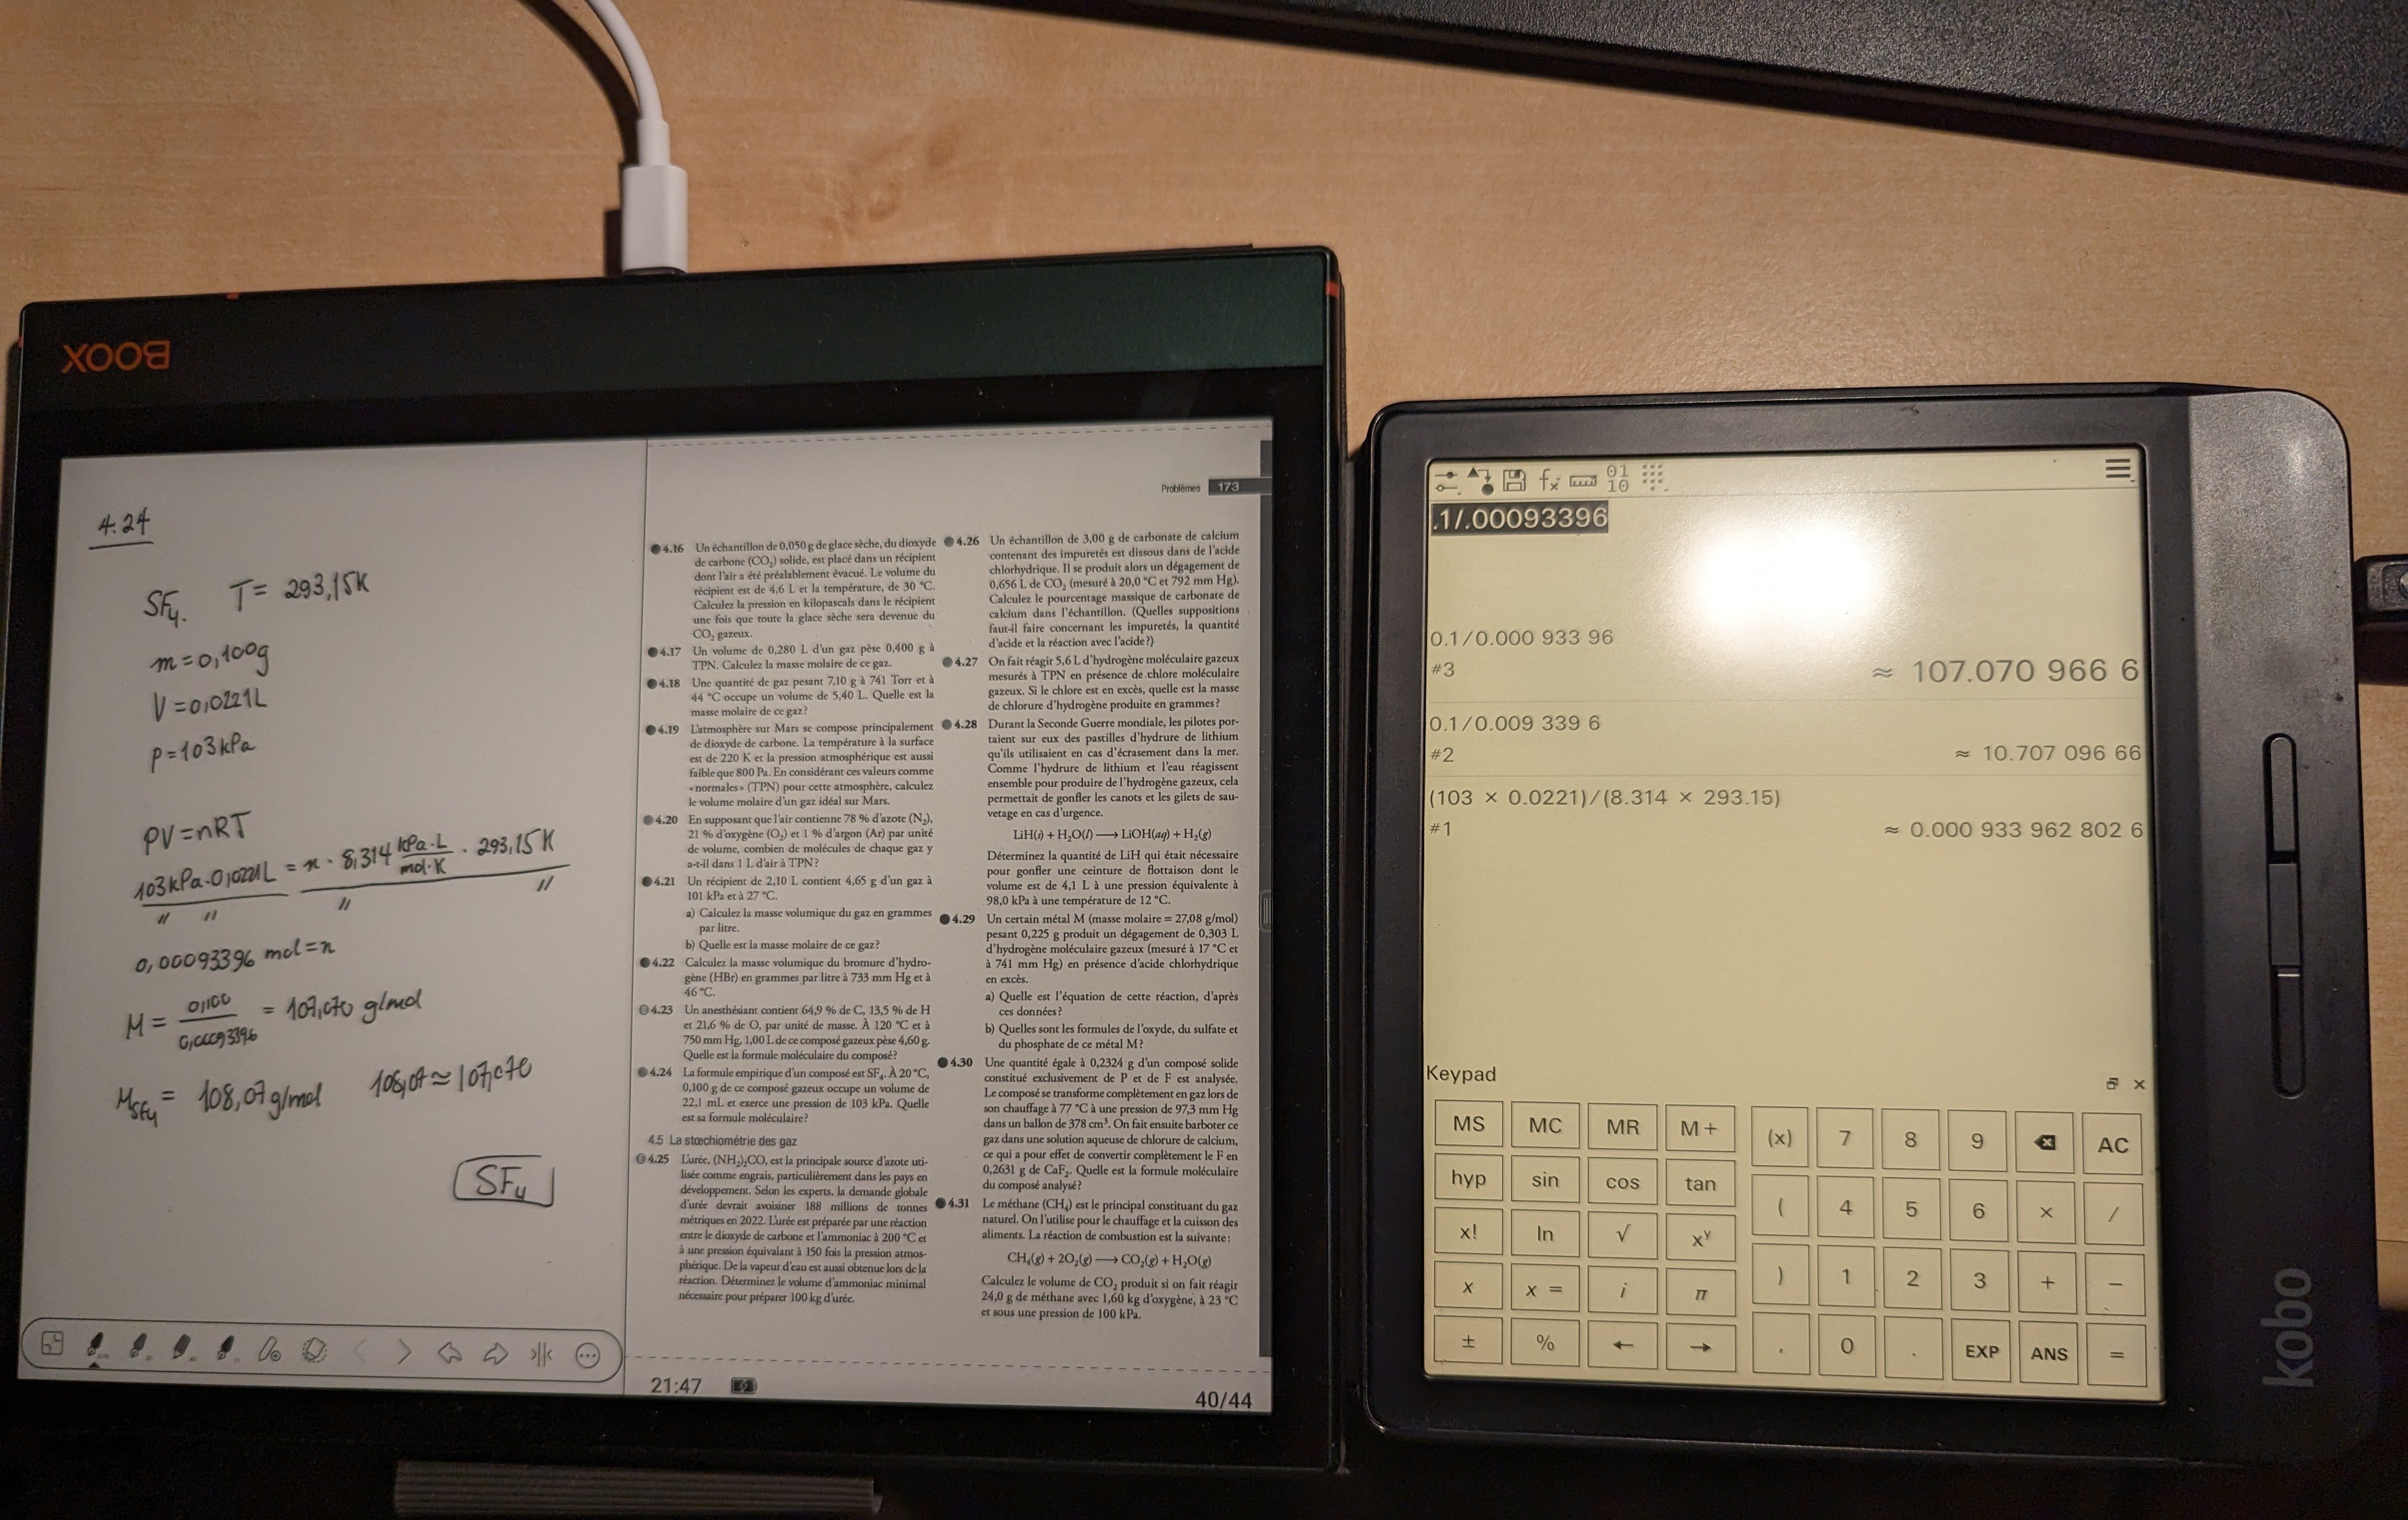 BOOX
4.24
SF₄. T = 293,15K
m = 0,100g
V = 0,0221L
P = 103 kPa
PV = nRT
103 kPa · 0,0221L = n · 8,314 kPa·L / mol·K · 293,15 K
0,00093396 mol = n
M = 0,100 / 0,00093396 = 107,070 g/mol
M SF₄ = 108,07 g/mol 108,07 ≈ 107,070
SF₄
Problèmes 173
4.16 Un échantillon de 0,050 g de glace sèche, du dioxyde
de carbone (CO₂) solide, est placé dans un récipient
dont l'air a été préalablement évacué. Le volume du
récipient est de 4,6 L et la température, de 30 °C.
Calculez la pression en kilopascals dans le récipient
une fois que toute la glace sèche sera devenue du
CO₂ gazeux.
4.17 Un volume de 0,280 L d'un gaz pèse 0,400 g à
TPN. Calculez la masse molaire de ce gaz.
4.18 Une quantité de gaz pesant 7,10 g à 741 Torr et à
44 °C occupe un volume de 5,40 L. Quelle est la
masse molaire de ce gaz?
4.19 L'atmosphère sur Mars se compose principalement
de dioxyde de carbone. La température à la surface
est de 220 K et la pression atmosphérique est aussi
faible que 800 Pa. En considérant ces valeurs comme
«normales» (TPN) pour cette atmosphère, calculez
le volume molaire d'un gaz idéal sur Mars.
4.20 En supposant que l'air contienne 78 % d'azote (N₂),
21 % d'oxygène (O₂) et 1 % d'argon (Ar) par unité
de volume, combien de molécules de chaque gaz y
a-t-il dans 1 L d'air à TPN?
4.21 Un récipient de 2,10 L contient 4,65 g d'un gaz à
101 kPa et à 27 °C.
a) Calculez la masse volumique du gaz en grammes
par litre.
b) Quelle est la masse molaire de ce gaz?
4.22 Calculez la masse volumique du bromure d'hydro-
gène (HBr) en grammes par litre à 733 mm Hg et à
46 °C.
4.23 Un anesthésiant contient 64,9 % de C, 13,5 % de H
et 21,6 % de O, par unité de masse. À 120 °C et à
750 mm Hg, 1,00 L de ce composé gazeux pèse 4,60 g.
Quelle est la formule moléculaire du composé?
4.24 La formule empirique d'un composé est SF₄. À 20 °C,
0,100 g de ce composé gazeux occupe un volume de
22,1 mL et exerce une pression de 103 kPa. Quelle
est sa formule moléculaire?
4.5 La stœchiométrie des gaz
4.25 L'urée, (NH₂)₂CO, est la principale source d'azote uti-
lisée comme engrais, particulièrement dans les pays en
développement. Selon les experts, la demande globale
d'urée devrait avoisiner 188 millions de tonnes
métriques en 2022. L'urée est préparée par une réaction
entre le dioxyde de carbone et l'ammoniac à 200 °C et
à une pression équivalant à 150 fois la pression atmos-
phérique. De la vapeur d'eau est aussi obtenue lors de la
réaction. Déterminez le volume d'ammoniac minimal
nécessaire pour préparer 100 kg d'urée.
4.26 Un échantillon de 3,00 g de carbonate de calcium
contenant des impuretés est dissous dans de l'acide
chlorhydrique. Il se produit alors un dégagement de
0,656 L de CO₂ (mesuré à 20,0 °C et 792 mm Hg).
Calculez le pourcentage massique de carbonate de
calcium dans l'échantillon. (Quelles suppositions
faut-il faire concernant les impuretés, la quantité
d'acide et la réaction avec l'acide?)
4.27 On fait réagir 5,6 L d'hydrogène moléculaire gazeux
mesurés à TPN en présence de chlore moléculaire
gazeux. Si le chlore est en excès, quelle est la masse
de chlorure d'hydrogène produite en grammes?
4.28 Durant la Seconde Guerre mondiale, les pilotes por-
taient sur eux des pastilles d'hydrure de lithium
qu'ils utilisaient en cas d'écrasement dans la mer.
Comme l'hydrure de lithium et l'eau réagissent
ensemble pour produire de l'hydrogène gazeux, cela
permettait de gonfler les canots et les gilets de sau-
vetage en cas d'urgence.
LiH(s) + H₂O(l) ⟶ LiOH(aq) + H₂(g)
Déterminez la quantité de LiH qui était nécessaire
pour gonfler une ceinture de flottaison dont le
volume est de 4,1 L à une pression équivalente à
98,0 kPa à une température de 12 °C.
4.29 Un certain métal M (masse molaire = 27,08 g/mol)
pesant 0,225 g produit un dégagement de 0,303 L
d'hydrogène moléculaire gazeux (mesuré à 17 °C et
à 741 mm Hg) en présence d'acide chlorhydrique
en excès.
a) Quelle est l'équation de cette réaction, d'après
ces données?
b) Quelles sont les formules de l'oxyde, du sulfate et
du phosphate de ce métal M?
4.30 Une quantité égale à 0,2324 g d'un composé solide
constitué exclusivement de P et de F est analysée.
Le composé se transforme complètement en gaz lors de
son chauffage à 77 °C à une pression de 97,3 mm Hg
dans un ballon de 378 cm³. On fait ensuite barboter ce
gaz dans une solution aqueuse de chlorure de calcium,
ce qui a pour effet de convertir complètement le F en
0,2631 g de CaF₂. Quelle est la formule moléculaire
du composé analysé?
4.31 Le méthane (CH₄) est le principal constituant du gaz
naturel. On l'utilise pour le chauffage et la cuisson des
aliments. La réaction de combustion est la suivante:
CH₄(g) + 2O₂(g) ⟶ CO₂(g) + H₂O(g)
Calculez le volume de CO₂ produit si on fait réagir
24,0 g de méthane avec 1,60 kg d'oxygène, à 23 °C
et sous une pression de 100 kPa.
21:47
40/44
01
10
.1/.00093396
0.1/0.000 933 96
#3 ≈ 107.070 966 6
0.1/0.009 339 6
#2 ≈ 10.707 096 66
(103 × 0.0221)/(8.314 × 293.15)
#1 ≈ 0.000 933 962 802 6
Keypad
MS MC MR M+ (x) 7 8 9 AC
hyp sin cos tan ( 4 5 6 × /
x! ln √ xʸ ) 1 2 3 + −
x x = i π
± % ← → , 0 . EXP ANS =
kobo